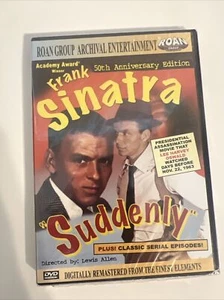 ROAN GROUP ARCHIVAL ENTERTAINMENT
ROAN
Academy Award
Winner
50th Anniversary Edition
Frank
Sinatra
PRESIDENTIAL
ASSASSINATION
MOVIE THAT
LEE HARVEY
OSWALD
WATCHED
DAYS BEFORE
NOV. 22, 1963
"Suddenly"
PLUS! CLASSIC SERIAL EPISODES!
Directed by: Lewis Allen
DVD
DIGITALLY REMASTERED FROM THE FINEST ELEMENTS